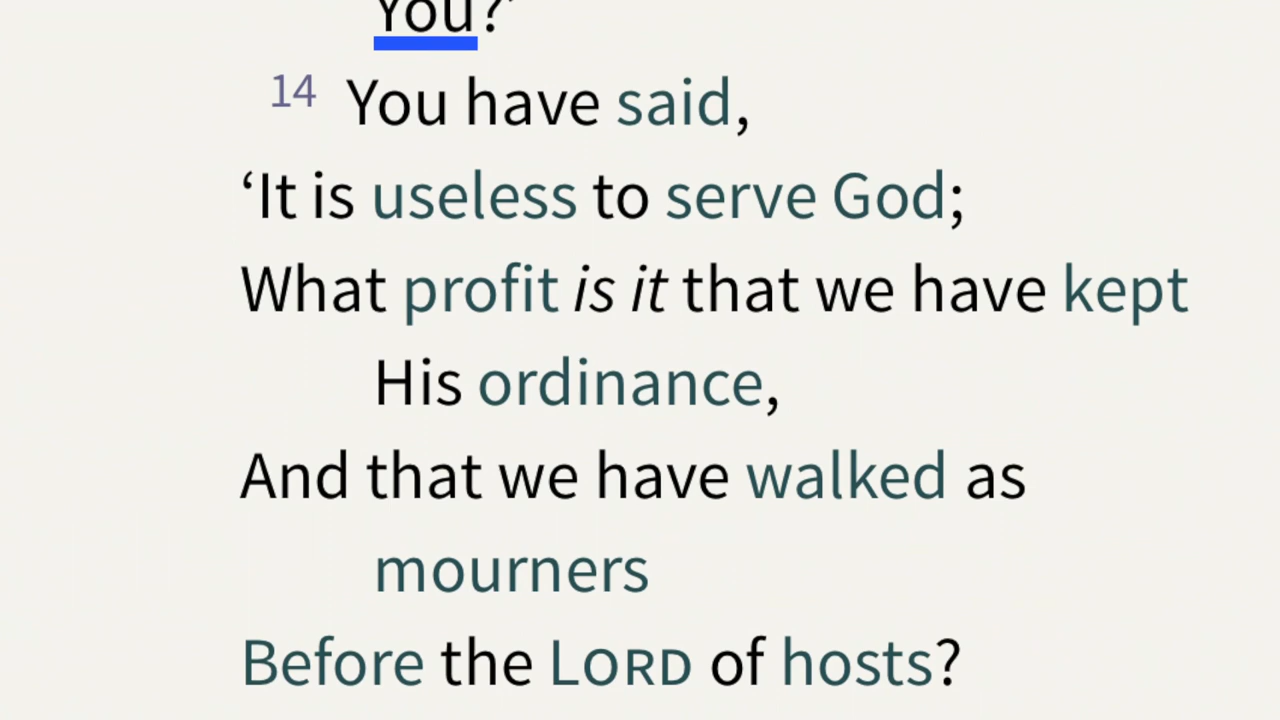 You?’
14 You have said,
‘It is useless to serve God;
What profit is it that we have kept
His ordinance,
And that we have walked as
mourners
Before the LORD of hosts?